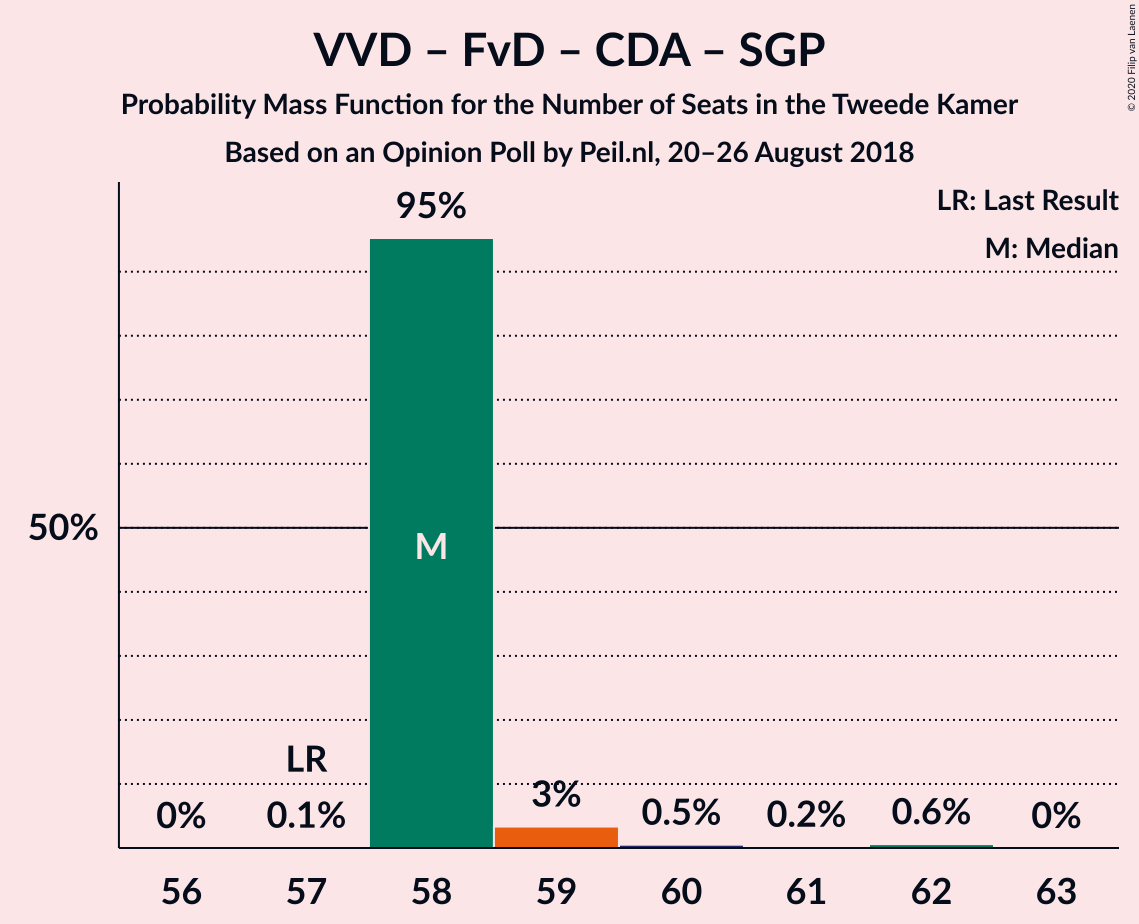 VVD – FvD – CDA – SGP
Probability Mass Function for the Number of Seats in the Tweede Kamer
Based on an Opinion Poll by Peil.nl, 20–26 August 2018
© 2020 Filip van Laenen
LR: Last Result
M: Median
95%
50%
M
LR
0% 0.1% 3% 0.5% 0.2% 0.6% 0%
56 57 58 59 60 61 62 63